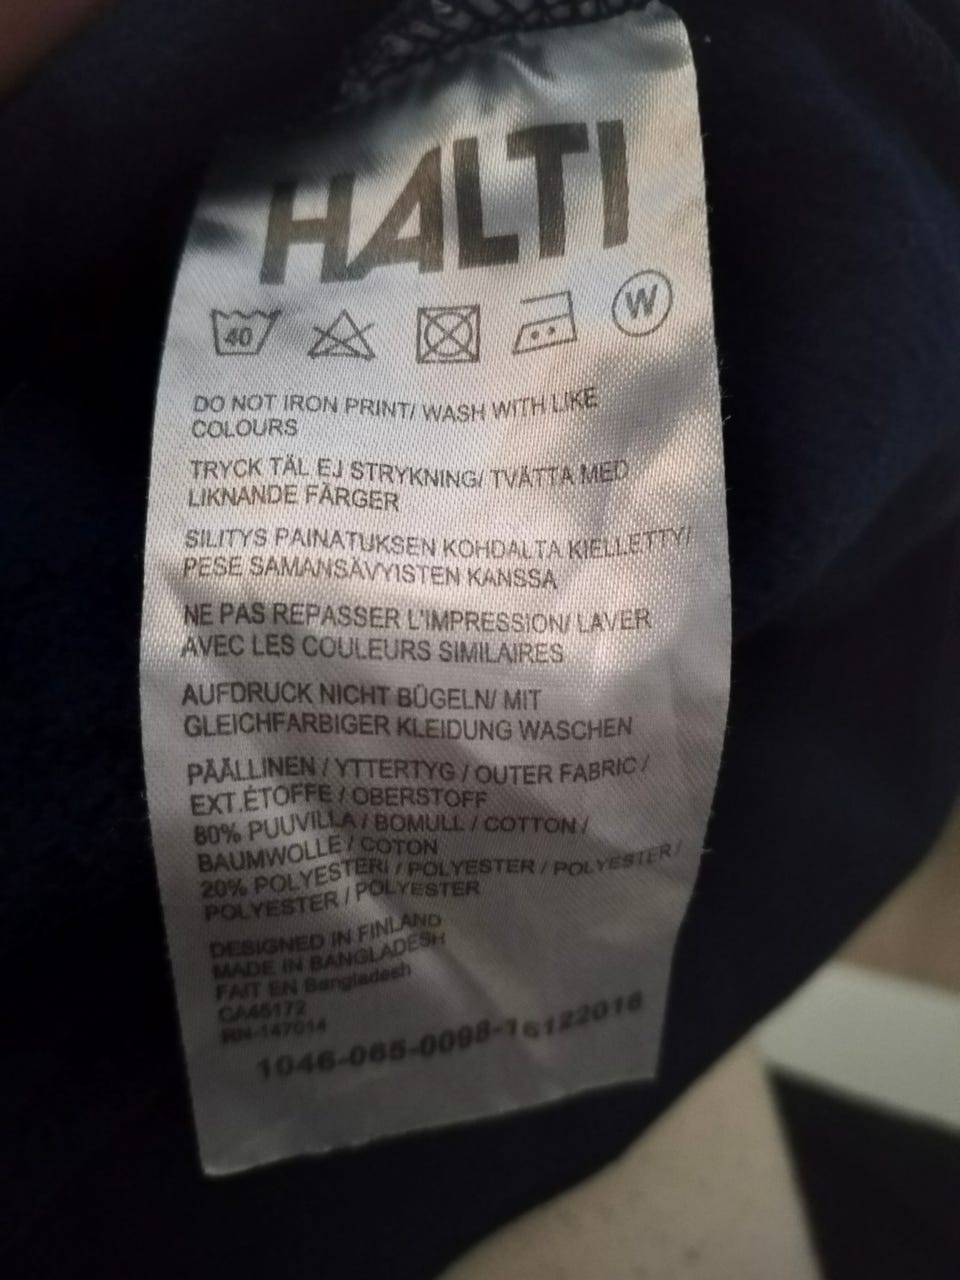 HALTI
40 W
DO NOT IRON PRINT/ WASH WITH LIKE
COLOURS
TRYCK TÄL EJ STRYKNING/ TVÄTTA MED
LIKNANDE FÄRGER
SILITYS PAINATUKSEN KOHDALTA KIELLETTY/
PESE SAMANSÄVYISTEN KANSSA
NE PAS REPASSER L'IMPRESSION/ LAVER
AVEC LES COULEURS SIMILAIRES
AUFDRUCK NICHT BÜGELN/ MIT
GLEICHFARBIGER KLEIDUNG WASCHEN
PÄÄLLINEN / YTTERTYG / OUTER FABRIC /
EXT.ÉTOFFE / OBERSTOFF
80% PUUVILLA / BOMULL / COTTON /
BAUMWOLLE / COTON
20% POLYESTERI / POLYESTER / POLYESTER /
POLYESTER / POLYESTER
DESIGNED IN FINLAND
MADE IN BANGLADESH
FAIT EN Bangladesh
CA46172
RN-147014
1046-065-0098-16122016